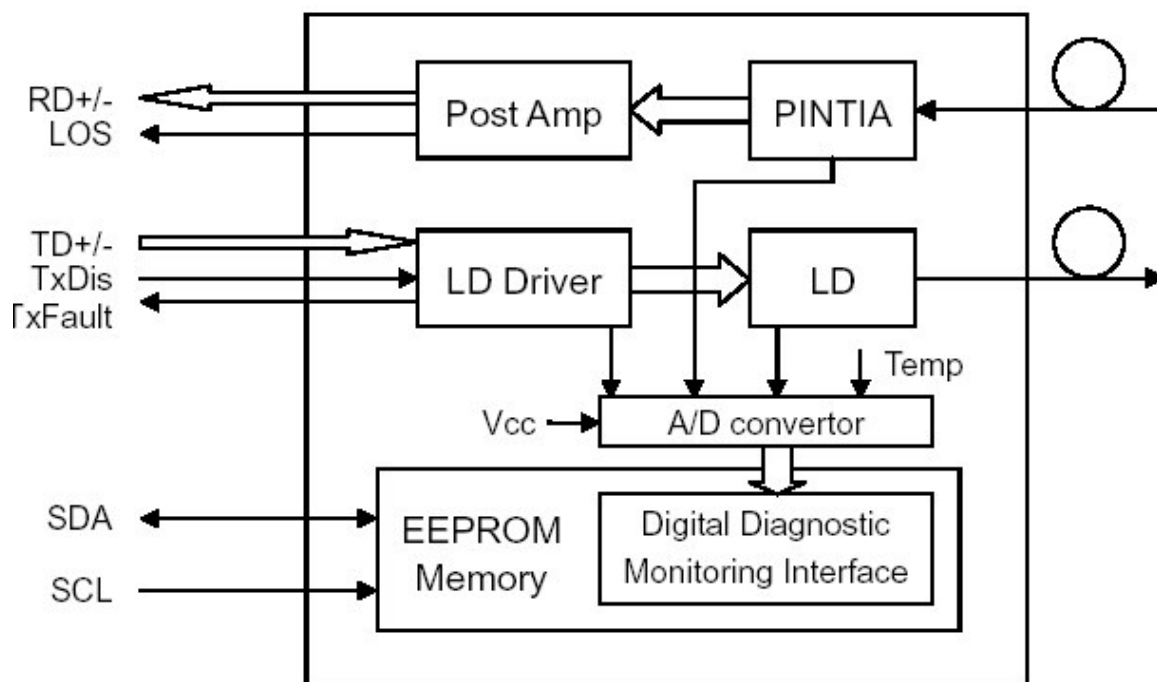 RD+/-
LOS
Post Amp
PINTIA
TD+/-
TxDis
TxFault
LD Driver
LD
Temp
Vcc
A/D convertor
SDA
SCL
EEPROM
Memory
Digital Diagnostic
Monitoring Interface